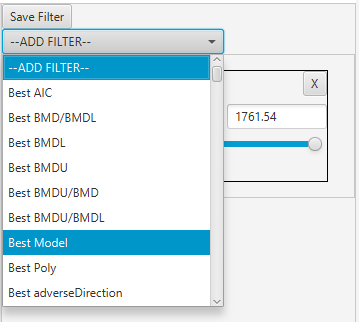 Save Filter
--ADD FILTER--
--ADD FILTER--
Best AIC
Best BMD/BMDL
Best BMDL
Best BMDU
Best BMDU/BMD
Best BMDU/BMDL
Best Model
Best Poly
Best adverseDirection
X
1761.54